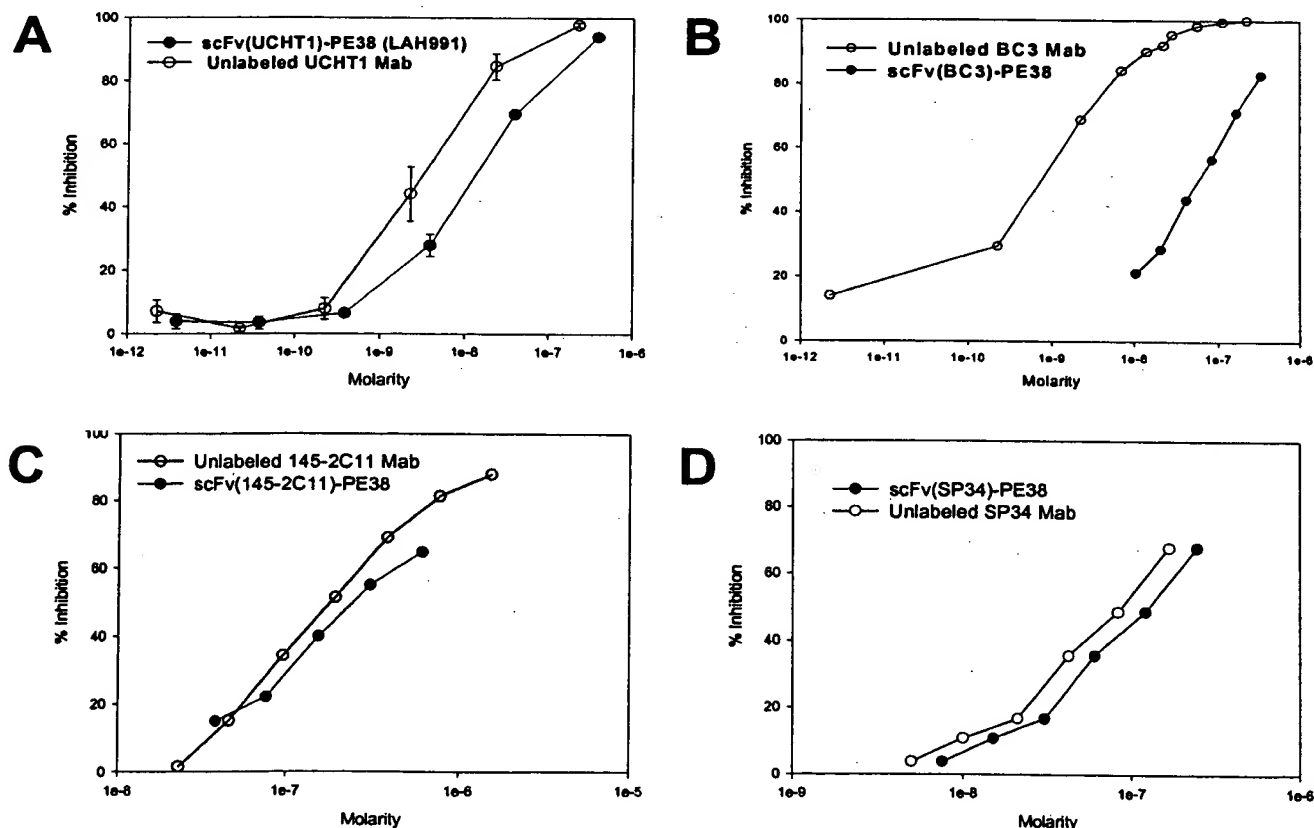 A
100
80
60
40
20
0
% Inhibition
scFv(UCHT1)-PE38 (LAH991)
Unlabeled UCHT1 Mab
1e-12 1e-11 1e-10 1e-9 1e-8 1e-7 1e-6
Molarity
B
100
80
60
40
20
0
% Inhibition
Unlabeled BC3 Mab
scFv(BC3)-PE38
1e-12 1e-11 1e-10 1e-9 1e-8 1e-7 1e-6
Molarity
C
100
80
60
40
20
0
% Inhibition
Unlabeled 145-2C11 Mab
scFv(145-2C11)-PE38
1e-8 1e-7 1e-6 1e-5
Molarity
D
100
80
60
40
20
0
% Inhibition
scFv(SP34)-PE38
Unlabeled SP34 Mab
1e-9 1e-8 1e-7 1e-6
Molarity